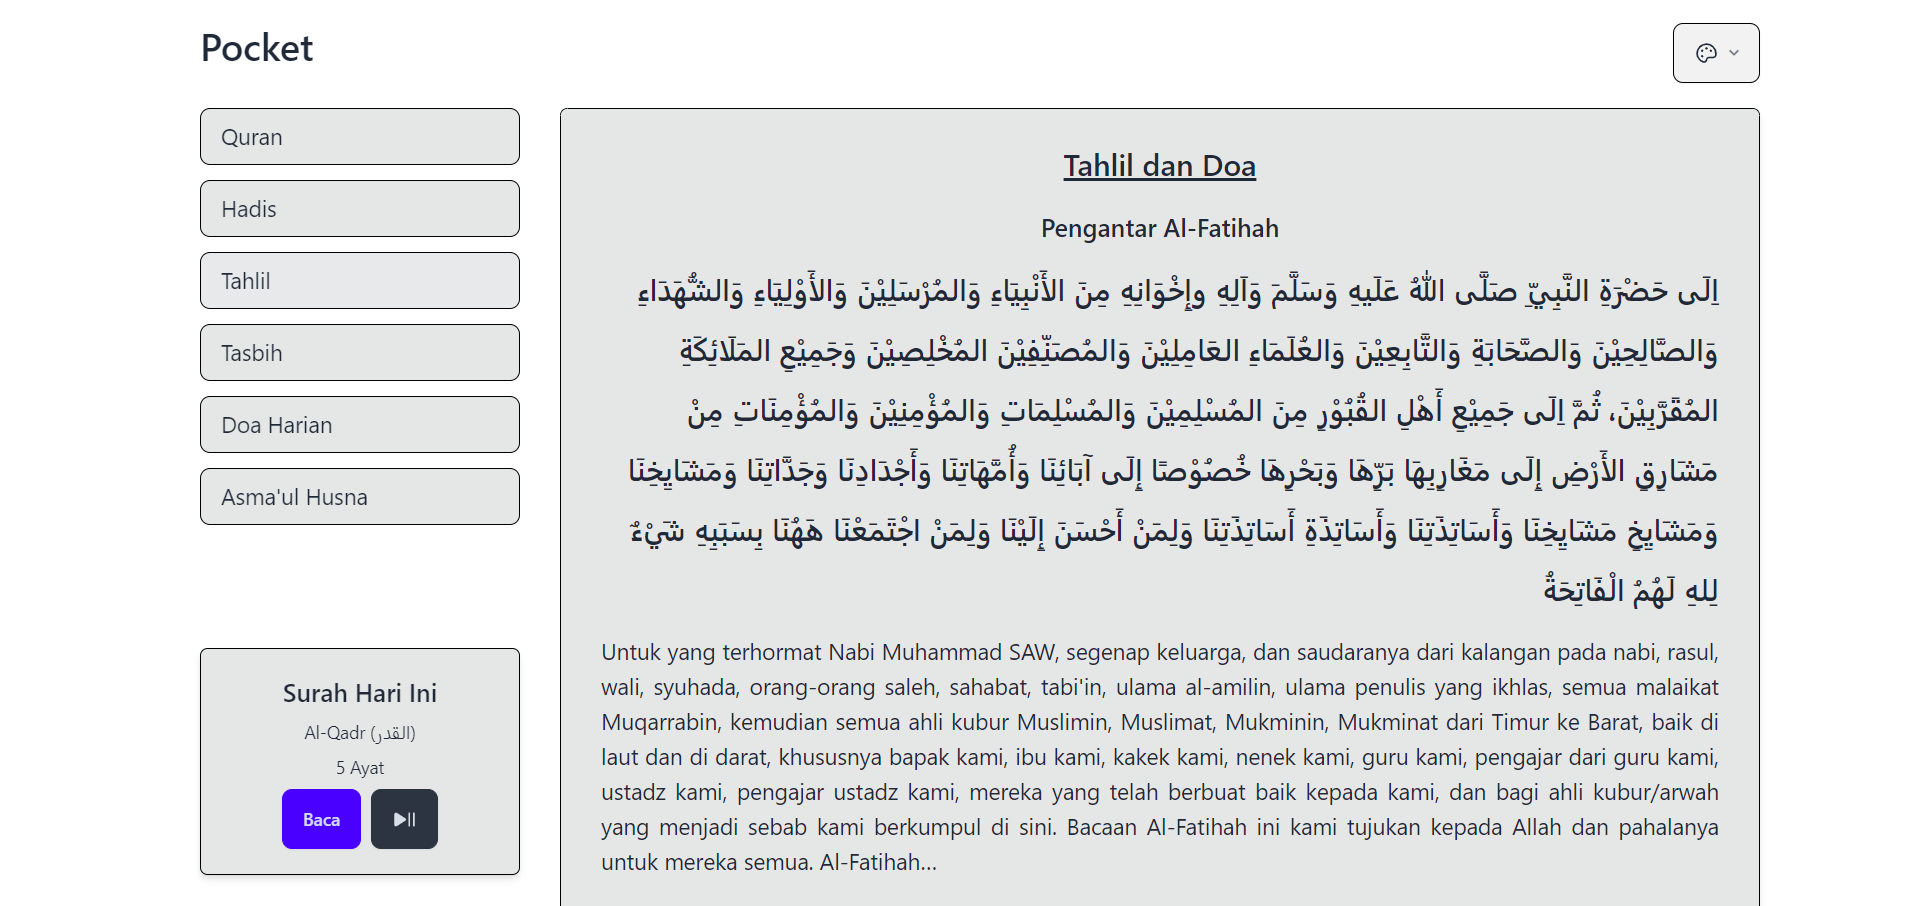 Pocket
Quran
Hadis
Tahlil
Tasbih
Doa Harian
Asma'ul Husna
Surah Hari Ini
Al-Qadr (القدر)
5 Ayat
Baca
Tahlil dan Doa
Pengantar Al-Fatihah
اِلَى حَضْرَةِ النَّبِيِّ صَلَّى اللهُ عَلَيهِ وَسَلَّمَ وَآلِهِ وإِخْوَانِهِ مِنَ الأَنْبِيَاءِ وَالمُرْسَلِيْنَ وَالأَوْلِيَاءِ وَالشُّهَدَاءِ
وَالصَّالِحِيْنَ وَالصَّحَابَةِ وَالتَّابِعِيْنَ وَالعُلَمَاءِ العَامِلِيْنَ وَالمُصَنِّفِيْنَ المُخْلِصِيْنَ وَجَمِيْعِ المَلَائِكَةِ
المُقَرَّبِيْنَ، ثُمَّ اِلَى جَمِيْعِ أَهْلِ القُبُوْرِ مِنَ المُسْلِمِيْنَ وَالمُسْلِمَاتِ وَالمُؤْمِنِيْنَ وَالمُؤْمِنَاتِ مِنْ
مَشَارِقِ الأَرْضِ إِلَى مَغَارِبِهَا بَرِّهَا وَبَحْرِهَا خُصُوْصًا إِلَى آبَائِنَا وَأُمَّهَاتِنَا وَأَجْدَادِنَا وَجَدَّاتِنَا وَمَشَايِخِنَا
وَمَشَايِخِ مَشَايِخِنَا وَأَسَاتِذَتِنَا وَأَسَاتِذَةِ أَسَاتِذَتِنَا وَلِمَنْ أَحْسَنَ إِلَيْنَا وَلِمَنْ اجْتَمَعْنَا هَهُنَا بِسَبَبِهِ شَيْءٌ
لِلهِ لَهُمُ الْفَاتِحَةُ
Untuk yang terhormat Nabi Muhammad SAW, segenap keluarga, dan saudaranya dari kalangan pada nabi, rasul,
wali, syuhada, orang-orang saleh, sahabat, tabi'in, ulama al-amilin, ulama penulis yang ikhlas, semua malaikat
Muqarrabin, kemudian semua ahli kubur Muslimin, Muslimat, Mukminin, Mukminat dari Timur ke Barat, baik di
laut dan di darat, khususnya bapak kami, ibu kami, kakek kami, nenek kami, guru kami, pengajar dari guru kami,
ustadz kami, pengajar ustadz kami, mereka yang telah berbuat baik kepada kami, dan bagi ahli kubur/arwah
yang menjadi sebab kami berkumpul di sini. Bacaan Al-Fatihah ini kami tujukan kepada Allah dan pahalanya
untuk mereka semua. Al-Fatihah...